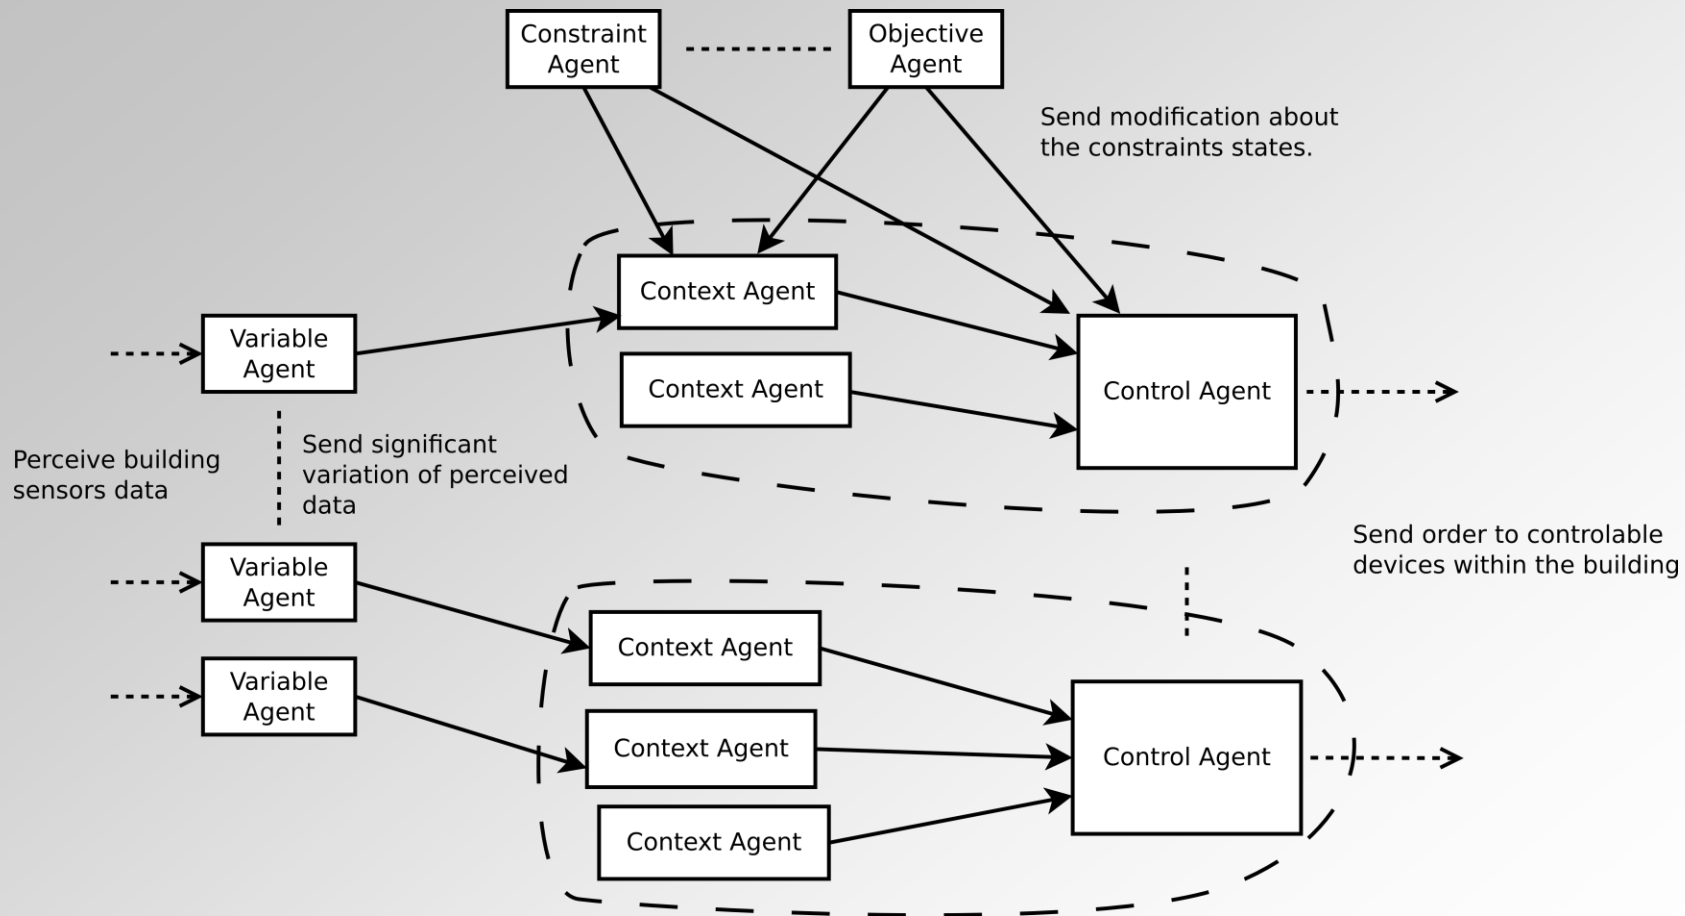 Constraint
Agent
Objective
Agent
Send modification about
the constraints states.
Context Agent
Variable
Agent
Context Agent
Control Agent
Perceive building
sensors data
Send significant
variation of perceived
data
Send order to controlable
devices within the building
Variable
Agent
Context Agent
Variable
Agent
Context Agent
Control Agent
Context Agent